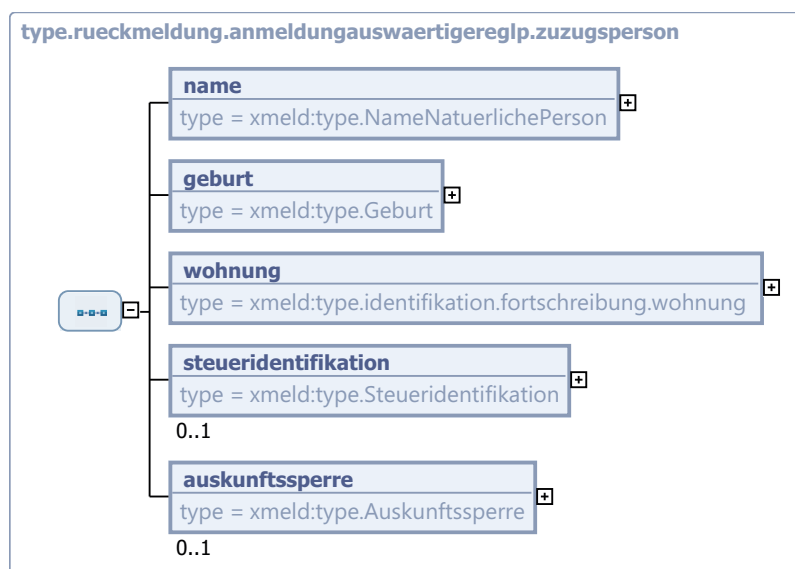 type.rueckmeldung.anmeldungauswaertigereglp.zuzugsperson
name
type = xmeld:type.NameNatuerlichePerson
geburt
type = xmeld:type.Geburt
wohnung
type = xmeld:type.identifikation.fortschreibung.wohnung
steueridentifikation
type = xmeld:type.Steueridentifikation
0..1
auskunftssperre
type = xmeld:type.Auskunftssperre
0..1